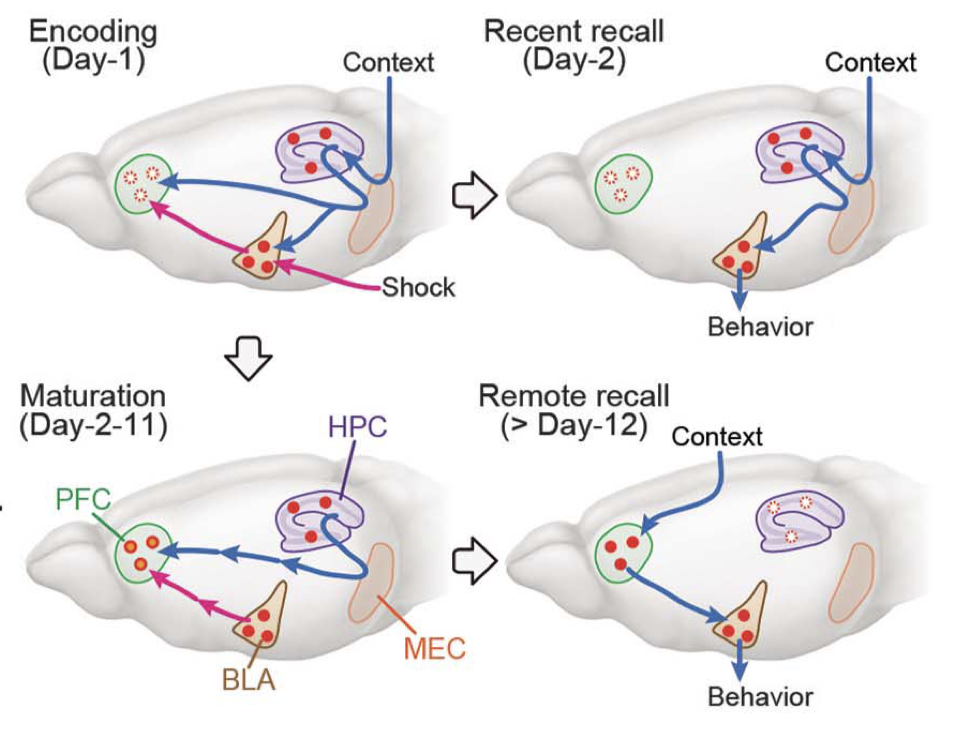 Encoding
(Day-1)
Context
Shock
Recent recall
(Day-2)
Context
Behavior
Maturation
(Day-2-11)
HPC
PFC
BLA
MEC
Remote recall
(> Day-12)
Context
Behavior